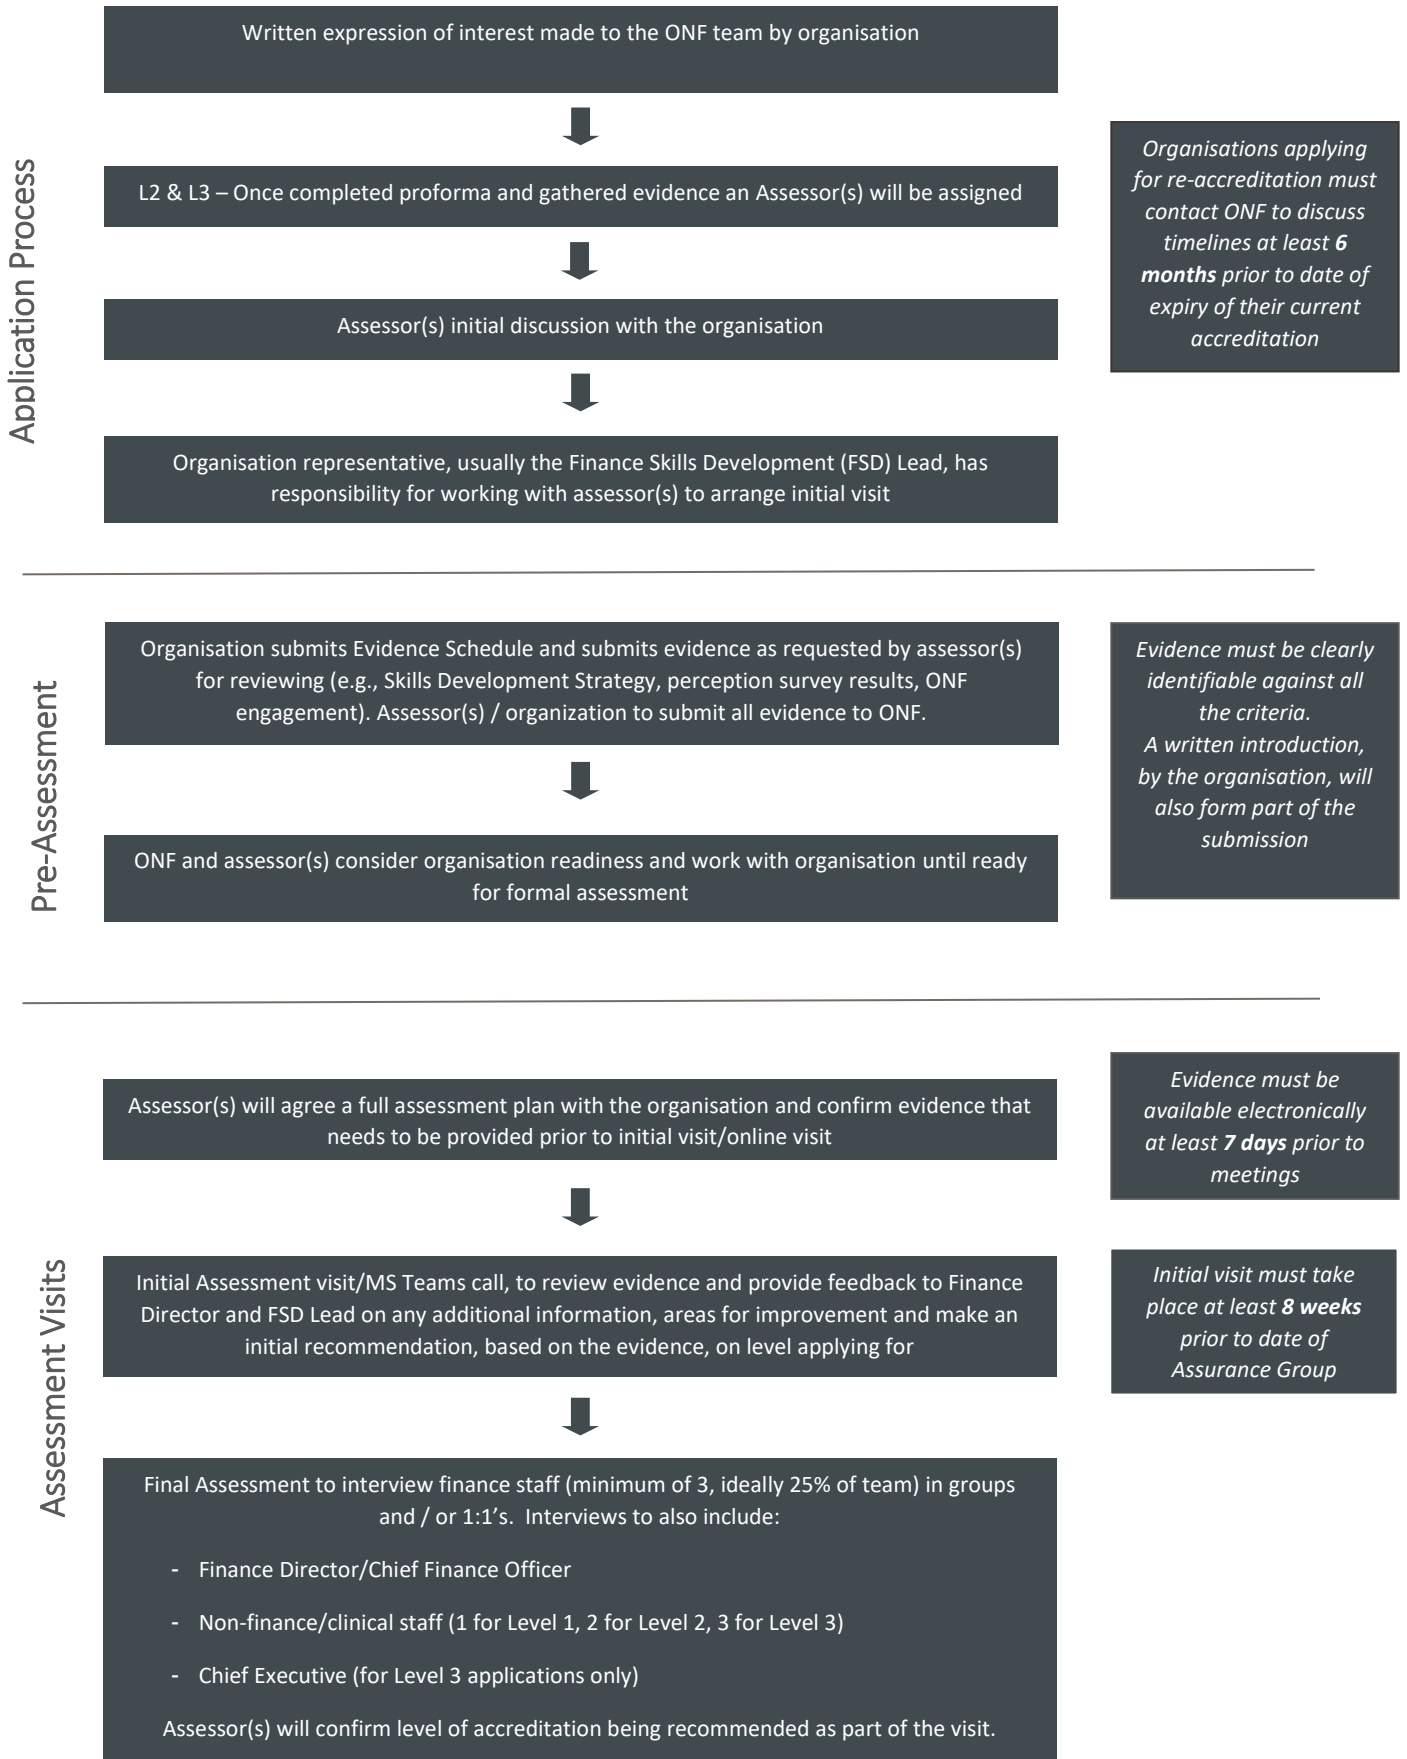 Application Process
Written expression of interest made to the ONF team by organisation
L2 & L3 – Once completed proforma and gathered evidence an Assessor(s) will be assigned
Assessor(s) initial discussion with the organisation
Organisation representative, usually the Finance Skills Development (FSD) Lead, has
responsibility for working with assessor(s) to arrange initial visit
Organisations applying
for re-accreditation must
contact ONF to discuss
timelines at least 6
months prior to date of
expiry of their current
accreditation
Pre-Assessment
Organisation submits Evidence Schedule and submits evidence as requested by assessor(s)
for reviewing (e.g., Skills Development Strategy, perception survey results, ONF
engagement). Assessor(s) / organization to submit all evidence to ONF.
ONF and assessor(s) consider organisation readiness and work with organisation until ready
for formal assessment
Evidence must be clearly
identifiable against all
the criteria.
A written introduction,
by the organisation, will
also form part of the
submission
Assessment Visits
Assessor(s) will agree a full assessment plan with the organisation and confirm evidence that
needs to be provided prior to initial visit/online visit
Evidence must be
available electronically
at least 7 days prior to
meetings
Initial Assessment visit/MS Teams call, to review evidence and provide feedback to Finance
Director and FSD Lead on any additional information, areas for improvement and make an
initial recommendation, based on the evidence, on level applying for
Initial visit must take
place at least 8 weeks
prior to date of
Assurance Group
Final Assessment to interview finance staff (minimum of 3, ideally 25% of team) in groups
and / or 1:1’s.  Interviews to also include:
- Finance Director/Chief Finance Officer
- Non-finance/clinical staff (1 for Level 1, 2 for Level 2, 3 for Level 3)
- Chief Executive (for Level 3 applications only)
Assessor(s) will confirm level of accreditation being recommended as part of the visit.